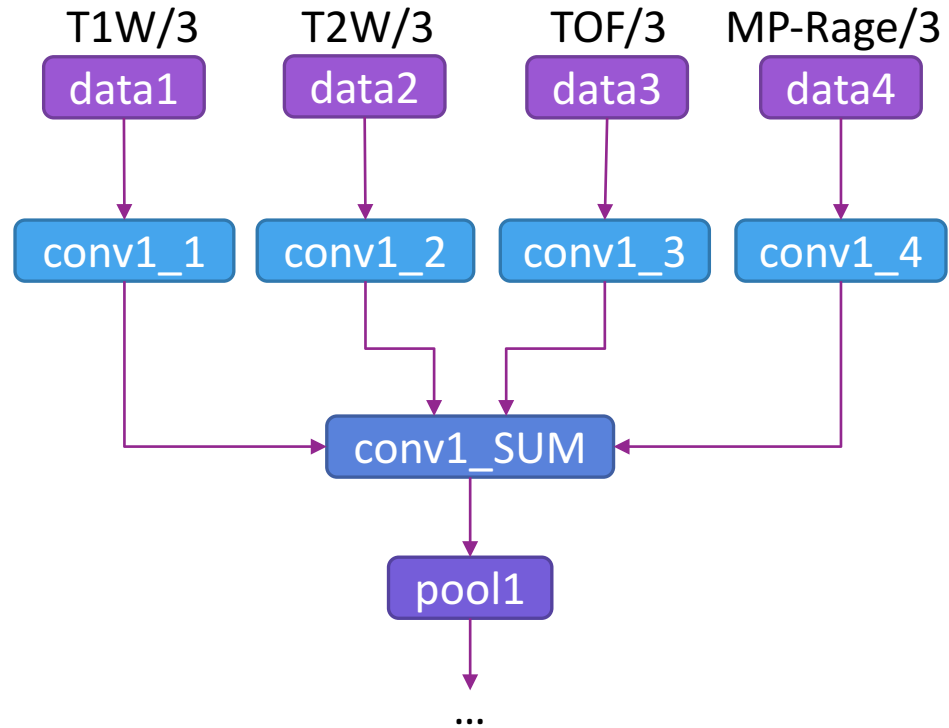 T1W/3 T2W/3 TOF/3 MP-Rage/3
data1 data2 data3 data4
conv1_1 conv1_2 conv1_3 conv1_4
conv1_SUM
pool1
...